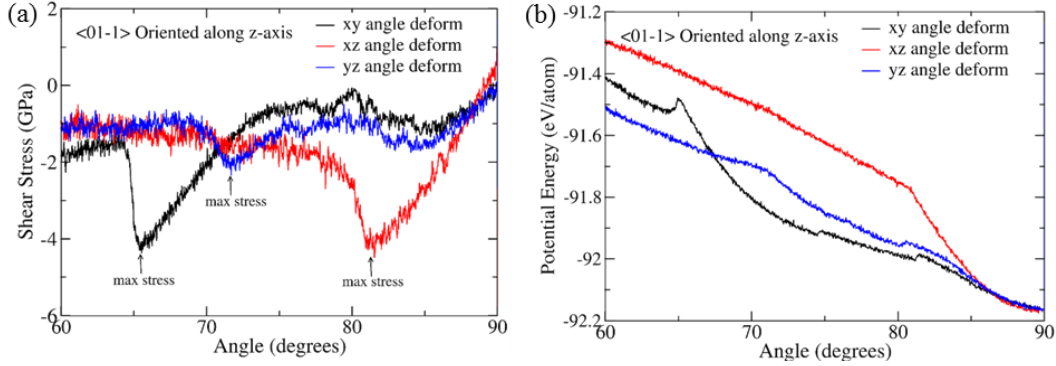 (a)
<01-1> Oriented along z-axis
xy angle deform
xz angle deform
yz angle deform
max stress
max stress
max stress
Shear Stress (GPa)
0
-2
-4
-6
60
70
80
90
Angle (degrees)
(b)
<01-1> Oriented along z-axis
xy angle deform
xz angle deform
yz angle deform
Potential Energy (eV/atom)
-91.2
-91.4
-91.6
-91.8
-92
-92.2
60
70
80
90
Angle (degrees)